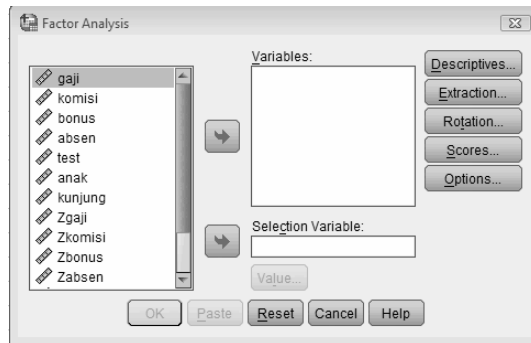 Factor Analysis
gaji
komisi
bonus
absen
test
anak
kunjung
Zgaji
Zkomisi
Zbonus
Zabsen
Variables:
Selection Variable:
Value...
Descriptives...
Extraction...
Rotation...
Scores...
Options...
OK Paste Reset Cancel Help